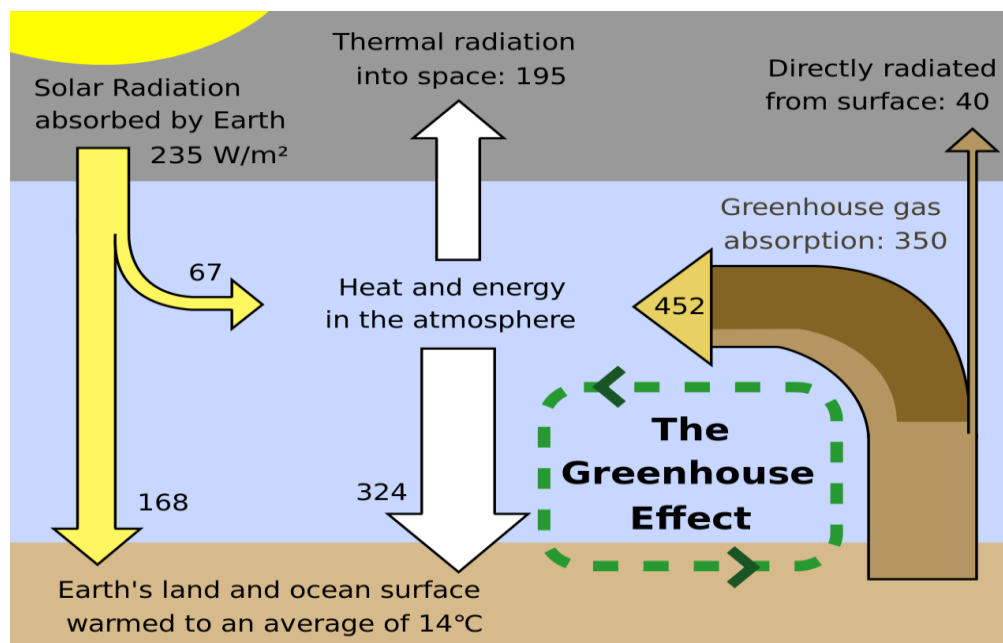 Solar Radiation
absorbed by Earth
235 W/m²
Thermal radiation
into space: 195
Directly radiated
from surface: 40
Greenhouse gas
absorption: 350
67
Heat and energy
in the atmosphere
452
The
Greenhouse
Effect
168
324
Earth's land and ocean surface
warmed to an average of 14℃